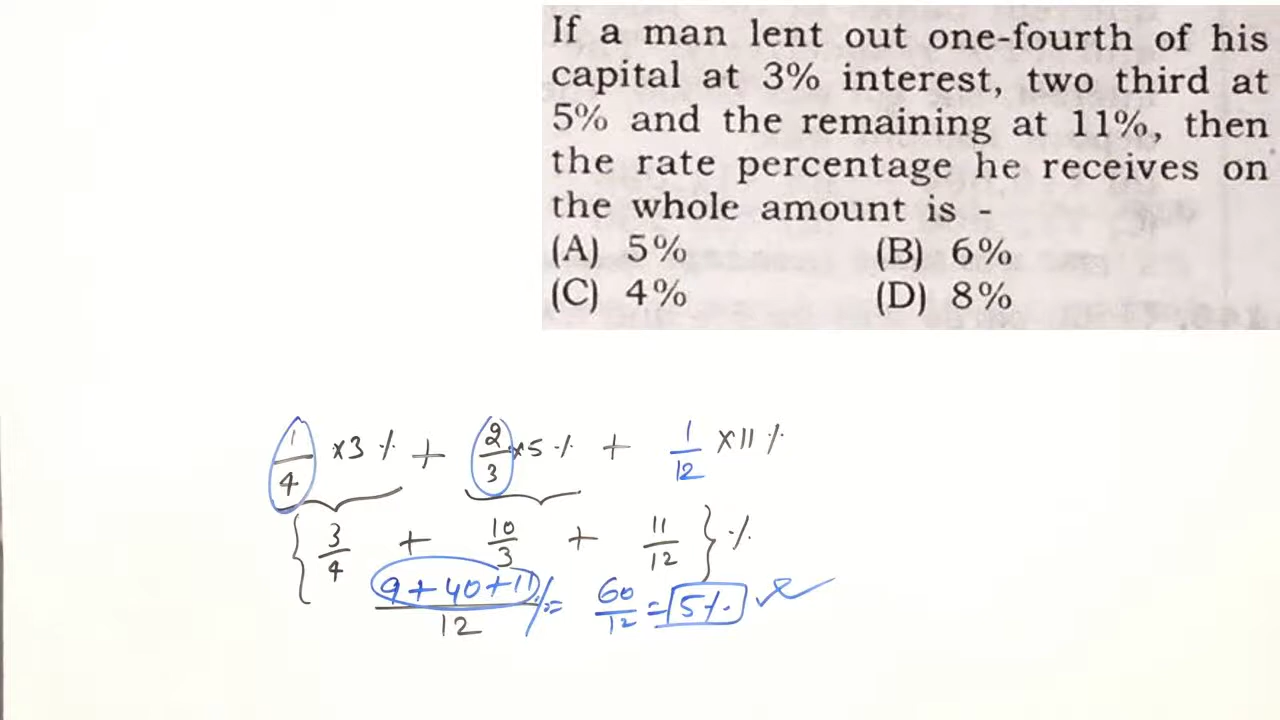 If a man lent out one-fourth of his
capital at 3% interest, two third at
5% and the remaining at 11%, then
the rate percentage he receives on
the whole amount is -
(A) 5% (B) 6%
(C) 4% (D) 8%
1/4 ×3 % + 2/3 ×5 % + 1/12 ×11 %
{ 3/4 + 10/3 + 11/12 } %
9+40+11/12 % = 60/12 = 5%